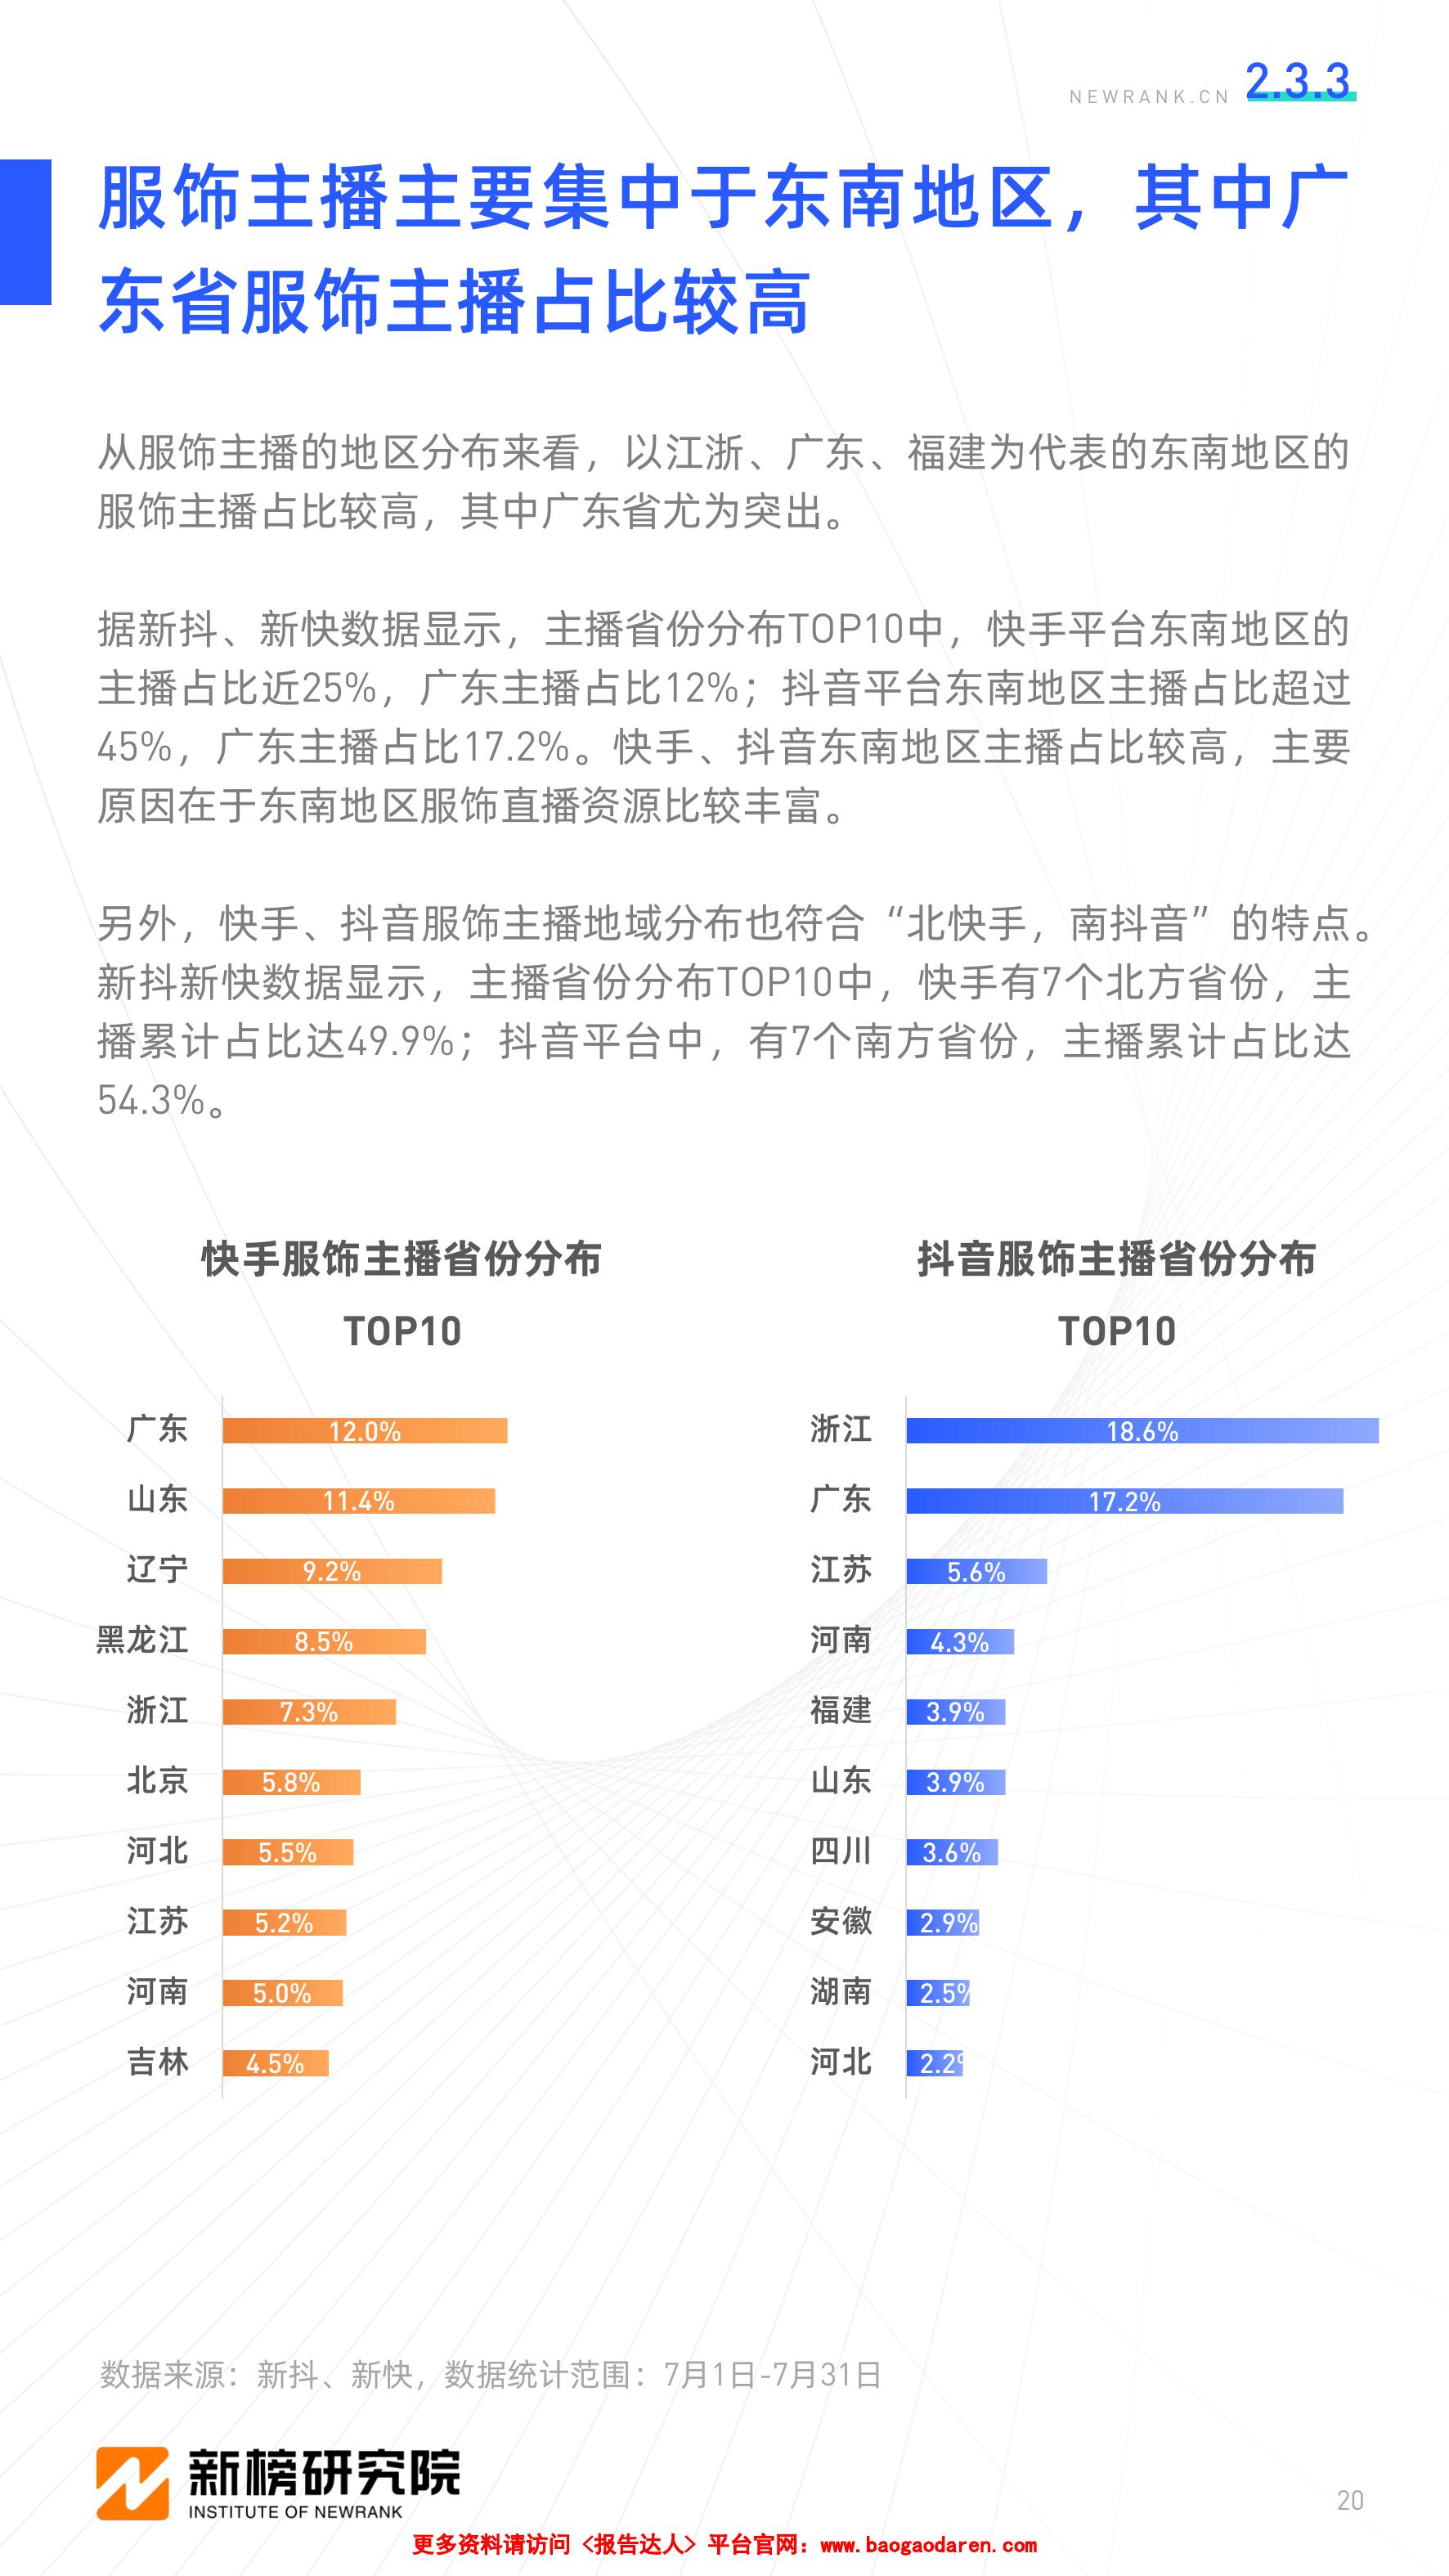 NEWRANK.CN 2.3.3
服饰主播主要集中于东南地区，其中广
东省服饰主播占比较高
从服饰主播的地区分布来看，以江浙、广东、福建为代表的东南地区的
服饰主播占比较高，其中广东省尤为突出。
据新抖、新快数据显示，主播省份分布TOP10中，快手平台东南地区的
主播占比近25%，广东主播占比12%；抖音平台东南地区主播占比超过
45%，广东主播占比17.2%。快手、抖音东南地区主播占比较高，主要
原因在于东南地区服饰直播资源比较丰富。
另外，快手、抖音服饰主播地域分布也符合“北快手，南抖音”的特点。
新抖新快数据显示，主播省份分布TOP10中，快手有7个北方省份，主
播累计占比达49.9%；抖音平台中，有7个南方省份，主播累计占比达
54.3%。
快手服饰主播省份分布
TOP10
广东 12.0%
山东 11.4%
辽宁 9.2%
黑龙江 8.5%
浙江 7.3%
北京 5.8%
河北 5.5%
江苏 5.2%
河南 5.0%
吉林 4.5%
抖音服饰主播省份分布
TOP10
浙江 18.6%
广东 17.2%
江苏 5.6%
河南 4.3%
福建 3.9%
山东 3.9%
四川 3.6%
安徽 2.9%
湖南 2.5%
河北 2.2%
数据来源：新抖、新快，数据统计范围：7月1日-7月31日
新榜研究院
INSTITUTE OF NEWRANK
20
更多资料请访问〈报告达人〉平台官网：www.baogaodaren.com